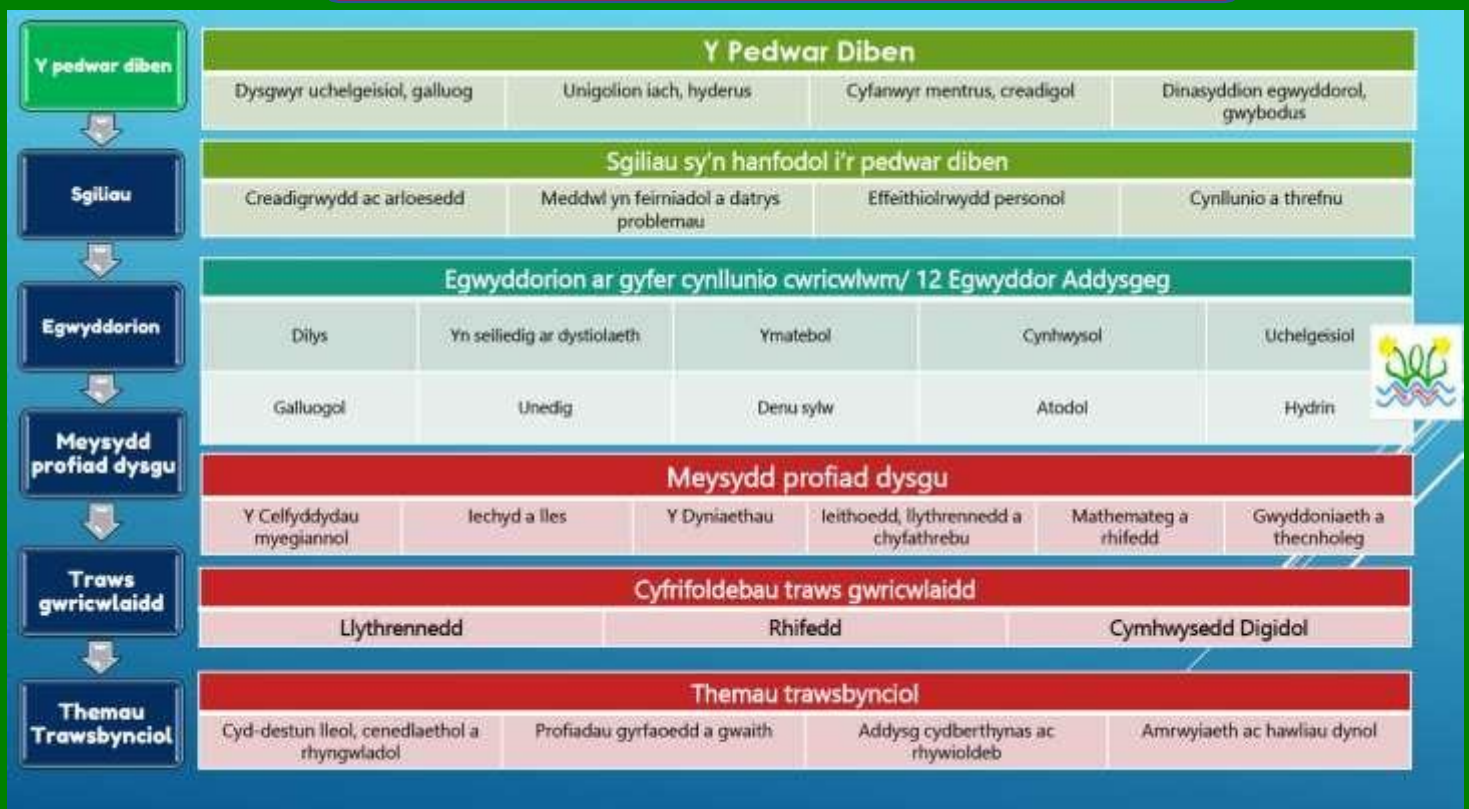 Y pedwar diben
Sgiliau
Egwyddorion
Meysydd
profiad dysgu
Traws
gwricwlaidd
Themau
Trawsbynciol
Y Pedwar Diben
Dysgwyr uchelgeisiol, galluog
Unigolion iach, hyderus
Cyfanwyr mentrus, creadigol
Dinasyddion egwyddorol,
gwybodus
Sgiliau sy'n hanfodol i'r pedwar diben
Creadigrwydd ac arloesedd
Meddwl yn feirniadol a datrys
problemau
Effeithiolrwydd personol
Cynllunio a threfnu
Egwyddorion ar gyfer cynllunio cwricwlwm/ 12 Egwyddor Addysgeg
Dilys
Yn seiliedig ar dystiolaeth
Ymatebol
Cynhwysol
Uchelgeisiol
Galluogol
Unedig
Denu sylw
Atodol
Hydrin
Meysydd profiad dysgu
Y Celfyddydau
myegiannol
Iechyd a lles
Y Dyniaethau
Ieithoedd, llythrennedd a
chyfathrebu
Mathemateg a
rhifedd
Gwyddoniaeth a
thecnholeg
Cyfrifoldebau traws gwricwlaidd
Llythrennedd
Rhifedd
Cymhwysedd Digidol
Themau trawsbynciol
Cyd-destun lleol, cenedlaethol a
rhyngwladol
Profiadau gyrfaoedd a gwaith
Addysg cydberthynas ac
rhywioldeb
Amrwyiaeth ac hawliau dynol